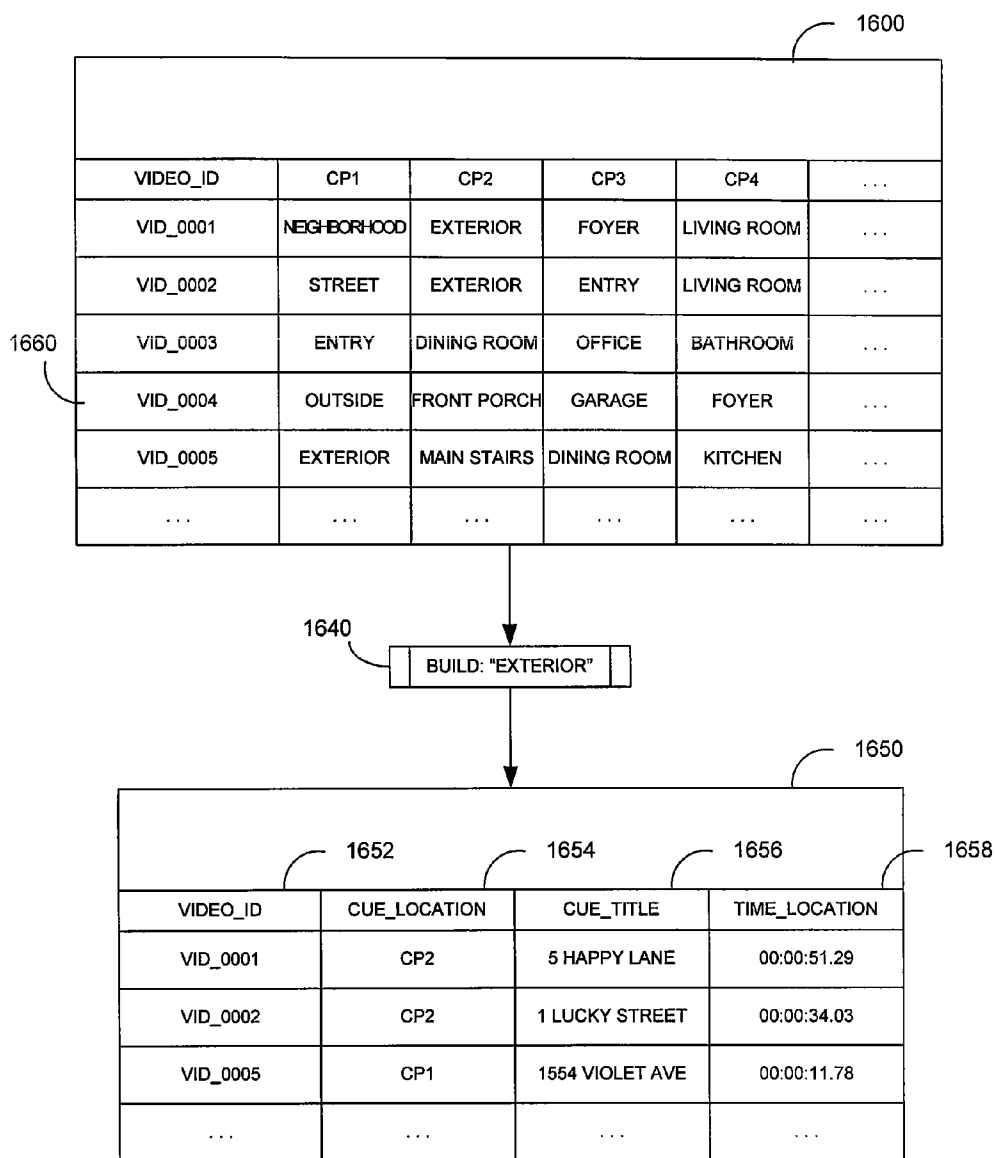 1600
VIDEO_ID CP1 CP2 CP3 CP4 ...
VID_0001 NEIGHBORHOOD EXTERIOR FOYER LIVING ROOM ...
VID_0002 STREET EXTERIOR ENTRY LIVING ROOM ...
1660 VID_0003 ENTRY DINING ROOM OFFICE BATHROOM ...
VID_0004 OUTSIDE FRONT PORCH GARAGE FOYER ...
VID_0005 EXTERIOR MAIN STAIRS DINING ROOM KITCHEN ...
... ... ... ... ... ...
1640
BUILD: "EXTERIOR"
1650
1652 1654 1656 1658
VIDEO_ID CUE_LOCATION CUE_TITLE TIME_LOCATION
VID_0001 CP2 5 HAPPY LANE 00:00:51.29
VID_0002 CP2 1 LUCKY STREET 00:00:34.03
VID_0005 CP1 1554 VIOLET AVE 00:00:11.78
... ... ... ...